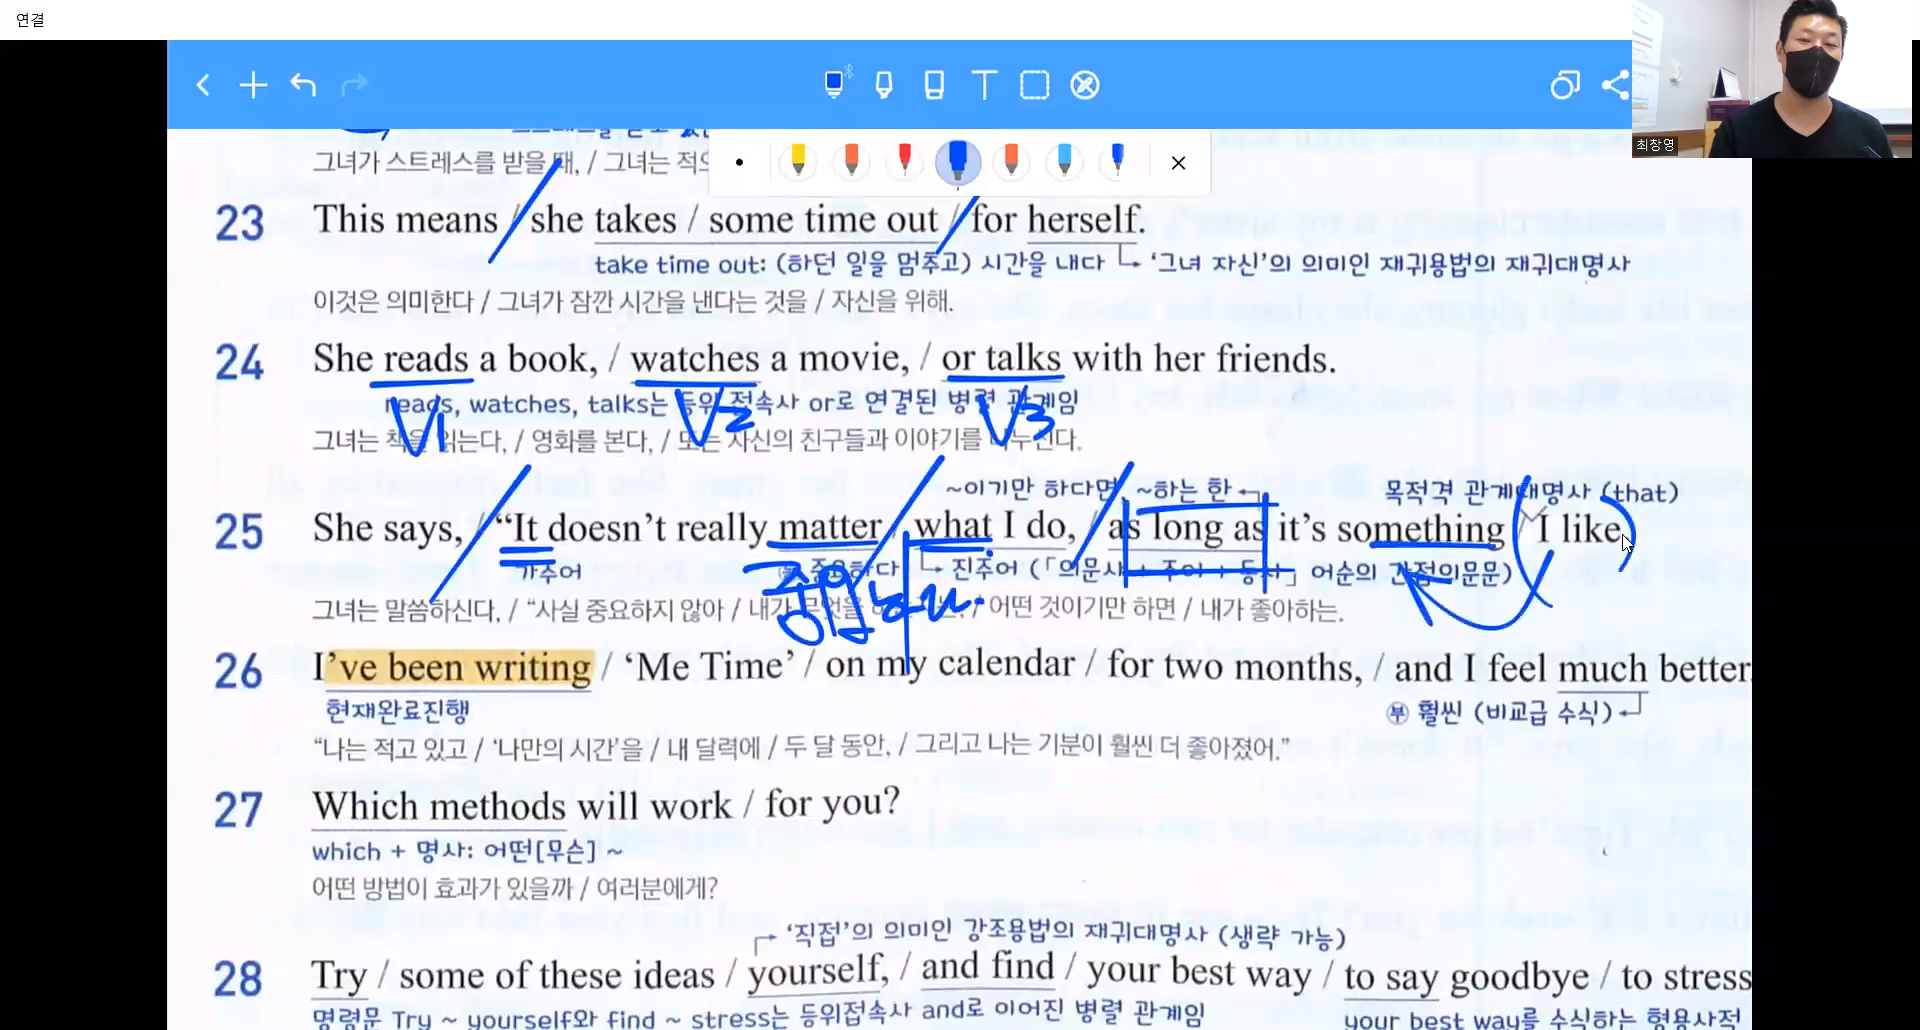 연결
최창영
그녀가 스트레스를 받을 때, / 그녀는
23 This means / she takes / some time out / for herself.
take time out: (하던 일을 멈추고) 시간을 내다 '그녀 자신'의 의미인 재귀용법의 재귀대명사
이것은 의미한다 / 그녀가 잠깐 시간을 낸다는 것을 / 자신을 위해.
24 She reads a book, / watches a movie, / or talks with her friends.
reads, watches, talks는 등위 접속사 or로 연결된 병렬 관계임
V1 V2 V3
그녀는 책을 읽는다, / 영화를 본다, / 또는 자신의 친구들과 이야기를 나누신다.
~이기만 하다면, ~하는 한 목적격 관계대명사 (that)
25 She says, / "It doesn't really matter / what I do, / as long as it's something / I like
가주어 중요하다 진주어 (「의문사 + 주어 + 동사」 어순의 간접의문문)
그녀는 말씀하신다, / "사실 중요하지 않아 / 내가 무엇을 / 어떤 것이기만 하면 / 내가 좋아하는.
26 I've been writing / 'Me Time' / on my calendar / for two months, / and I feel much better
현재완료진행 부 훨씬 (비교급 수식)
"나는 적고 있고 / '나만의 시간'을 / 내 달력에 / 두 달 동안, / 그리고 나는 기분이 훨씬 더 좋아졌어."
27 Which methods will work / for you?
which + 명사: 어떤[무슨] ~
어떤 방법이 효과가 있을까 / 여러분에게?
'직접'의 의미인 강조용법의 재귀대명사 (생략 가능)
28 Try / some of these ideas / yourself, / and find / your best way / to say goodbye / to stress
명령문 Try ~ yourself와 find ~ stress는 등위접속사 and로 이어진 병렬 관계임 your best way를 수식하는 형용사적